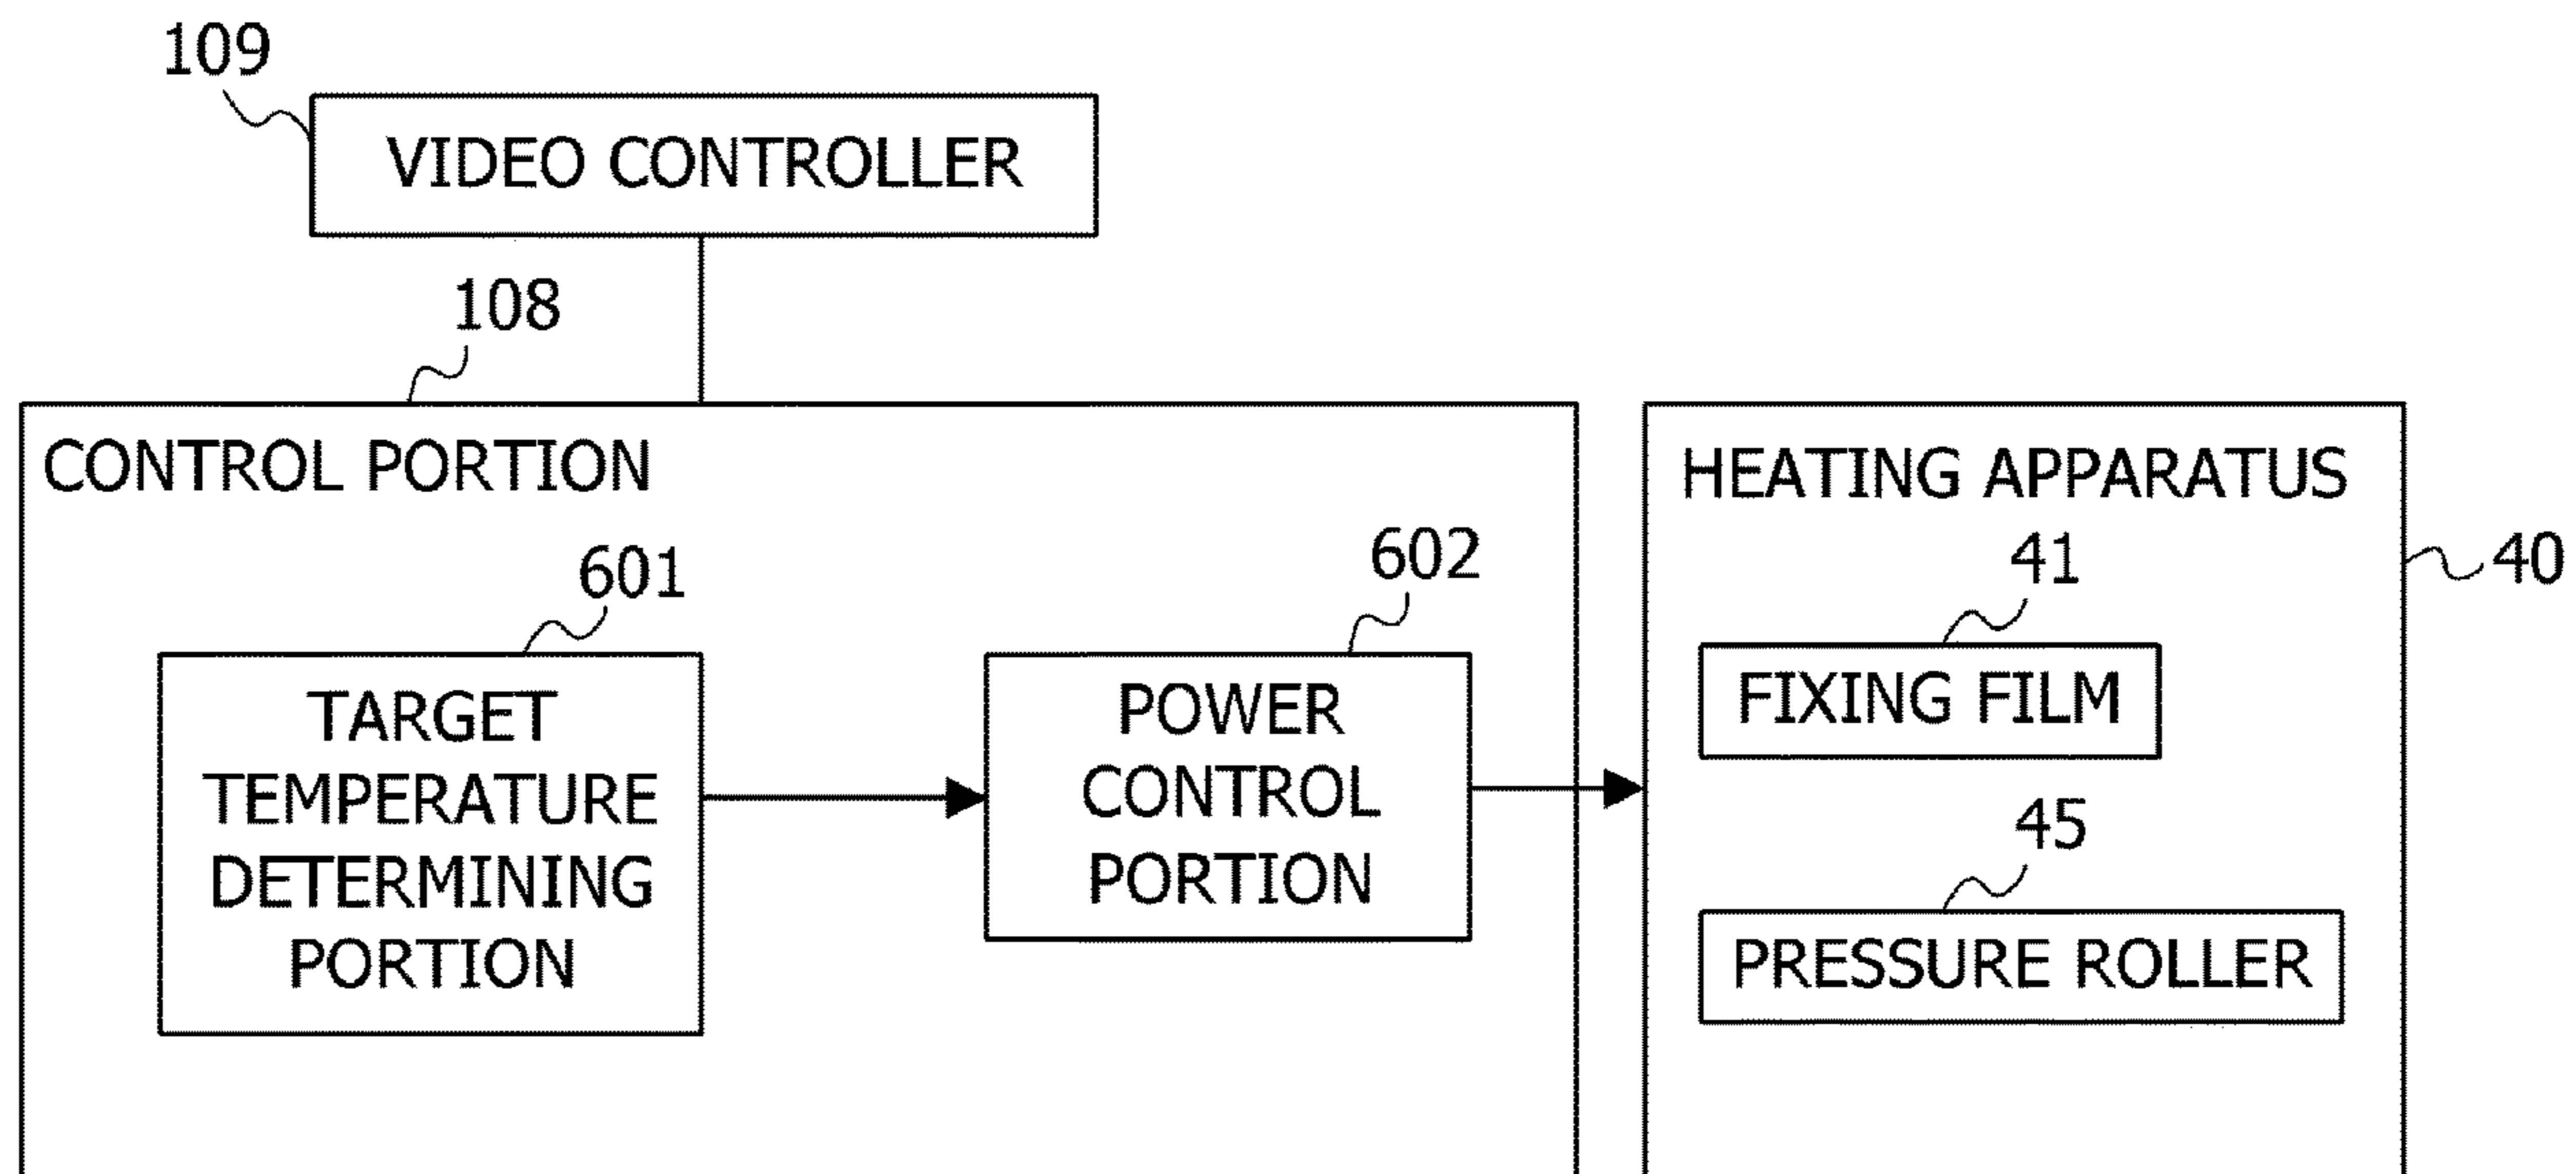 109
VIDEO CONTROLLER
108
CONTROL PORTION
601
TARGET
TEMPERATURE
DETERMINING
PORTION
602
POWER
CONTROL
PORTION
HEATING APPARATUS
40
41
FIXING FILM
45
PRESSURE ROLLER